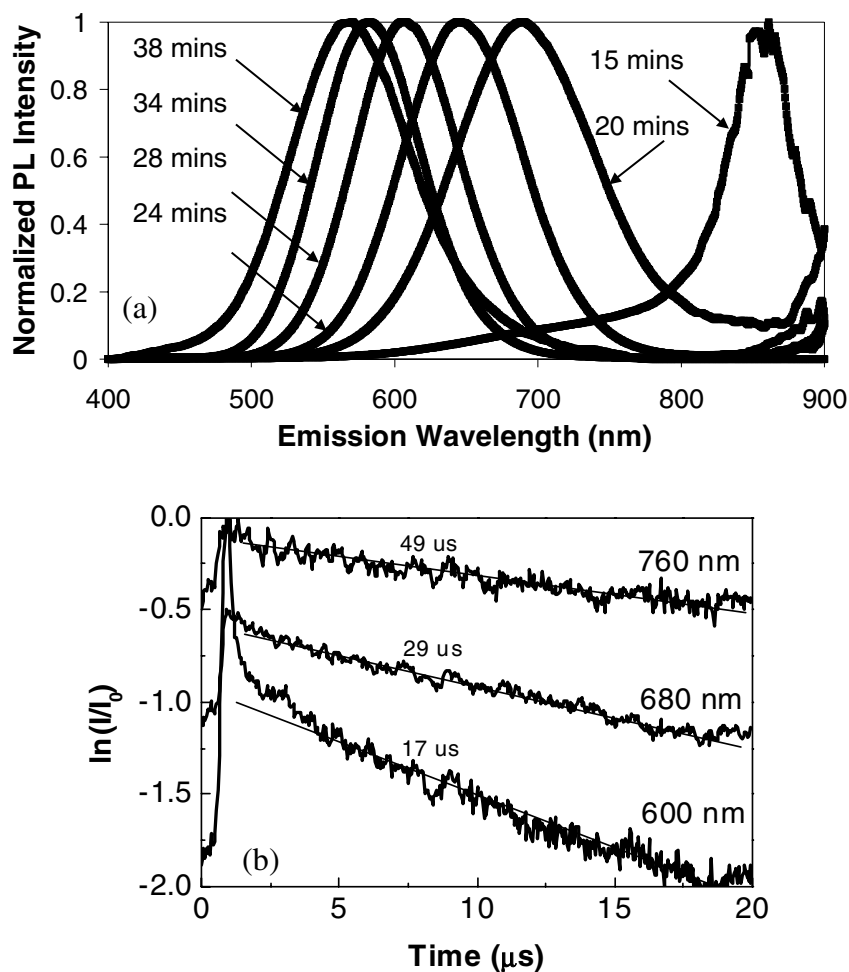 1
0.8
0.6
0.4
0.2
0
Normalized PL Intensity
38 mins
34 mins
28 mins
24 mins
15 mins
20 mins
(a)
400 500 600 700 800 900
Emission Wavelength (nm)
0.0
-0.5
-1.0
-1.5
-2.0
ln(I/I0)
49 us
760 nm
29 us
680 nm
17 us
600 nm
(b)
0 5 10 15 20
Time (μs)